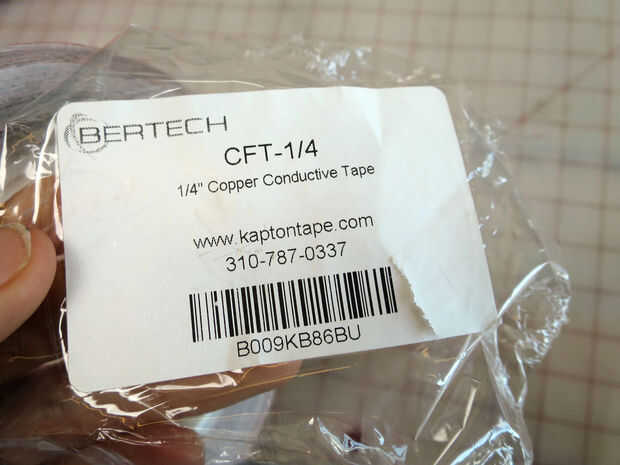 BERTECH
CFT-1/4
1/4" Copper Conductive Tape
www.kaptontape.com
310-787-0337
B009KB86BU